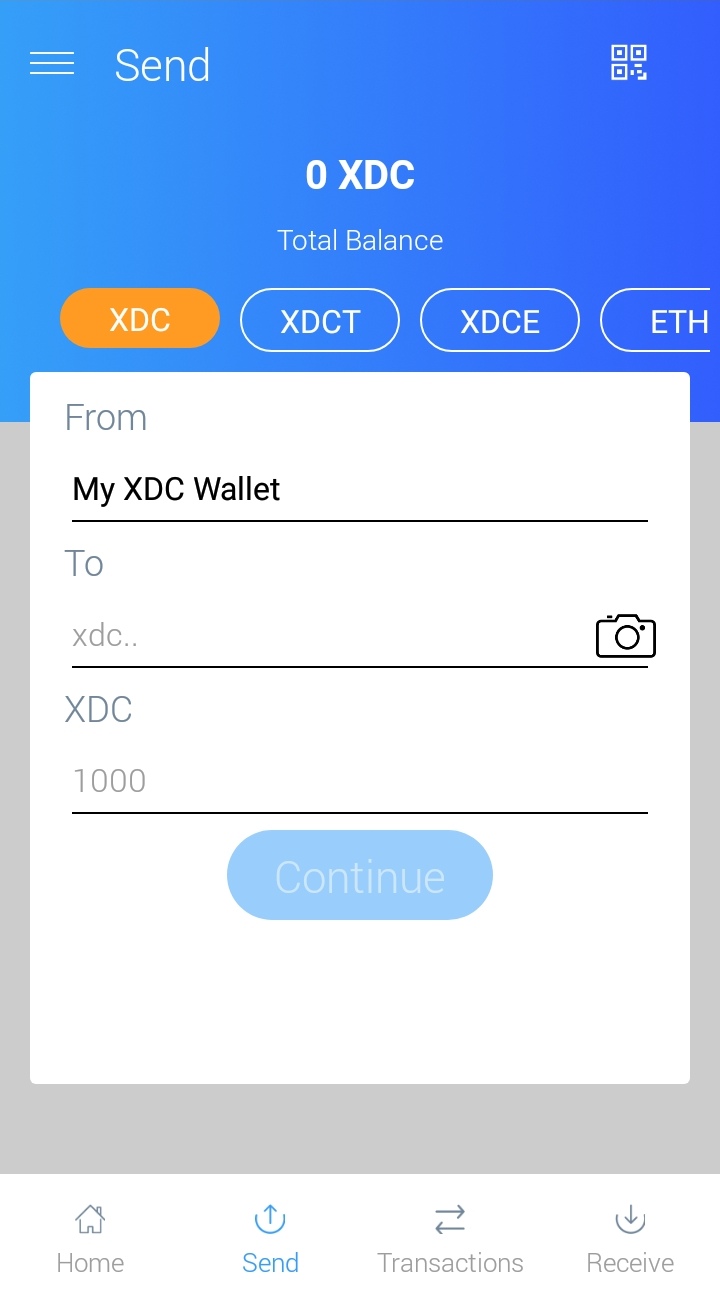 Send
0 XDC
Total Balance
XDC XDCT XDCE ETH
From
My XDC Wallet
To
xdc..
XDC
1000
Continue
Home Send Transactions Receive